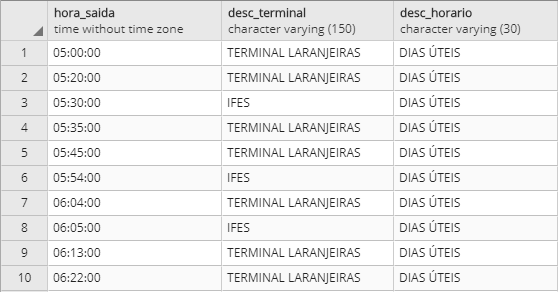 hora_saida desc_terminal desc_horario
time without time zone character varying (150) character varying (30)
1 05:00:00 TERMINAL LARANJEIRAS DIAS ÚTEIS
2 05:20:00 TERMINAL LARANJEIRAS DIAS ÚTEIS
3 05:30:00 IFES DIAS ÚTEIS
4 05:35:00 TERMINAL LARANJEIRAS DIAS ÚTEIS
5 05:45:00 TERMINAL LARANJEIRAS DIAS ÚTEIS
6 05:54:00 IFES DIAS ÚTEIS
7 06:04:00 TERMINAL LARANJEIRAS DIAS ÚTEIS
8 06:05:00 IFES DIAS ÚTEIS
9 06:13:00 TERMINAL LARANJEIRAS DIAS ÚTEIS
10 06:22:00 TERMINAL LARANJEIRAS DIAS ÚTEIS